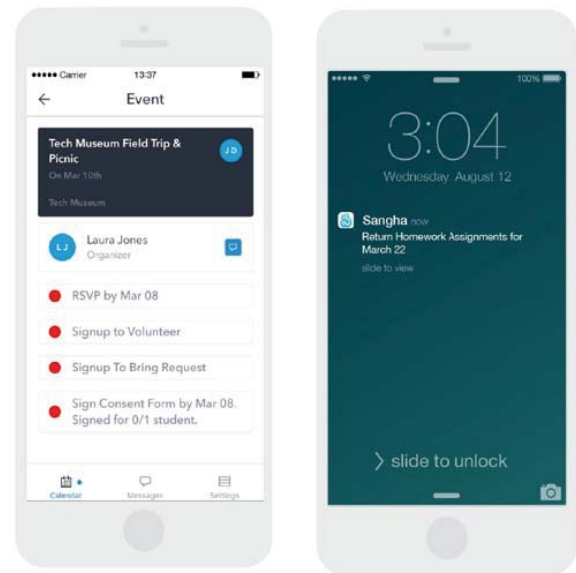 Carrier 13:37
Event
Tech Museum Field Trip &
Picnic
JD
On Mar 10th
Tech Museum
LJ
Laura Jones
Organizer
RSVP by Mar 08
Signup to Volunteer
Signup To Bring Request
Sign Consent Form by Mar 08.
Signed for 0/1 student.
Calendar Messages Settings
100%
3:04
Wednesday, August 12
Sangha now
Return Homework Assignments for
March 22
slide to view
slide to unlock